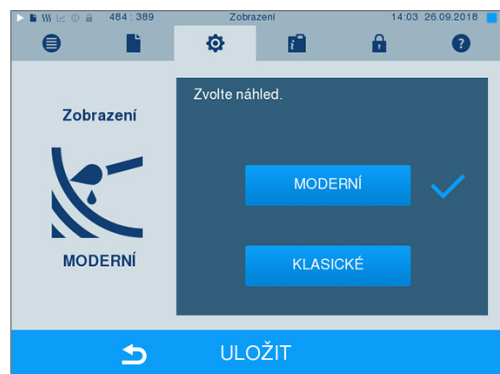 484 : 389 Zobrazení 14:03 26.09.2018
Zvolte náhled.
Zobrazení
MODERNÍ
KLASICKÉ
MODERNÍ
ULOŽIT